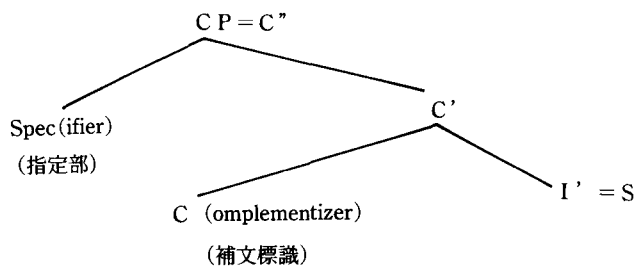 CP=C”
Spec(ifier)
(指定部)
C’
C (omplementizer)
(補文標識)
I’=S